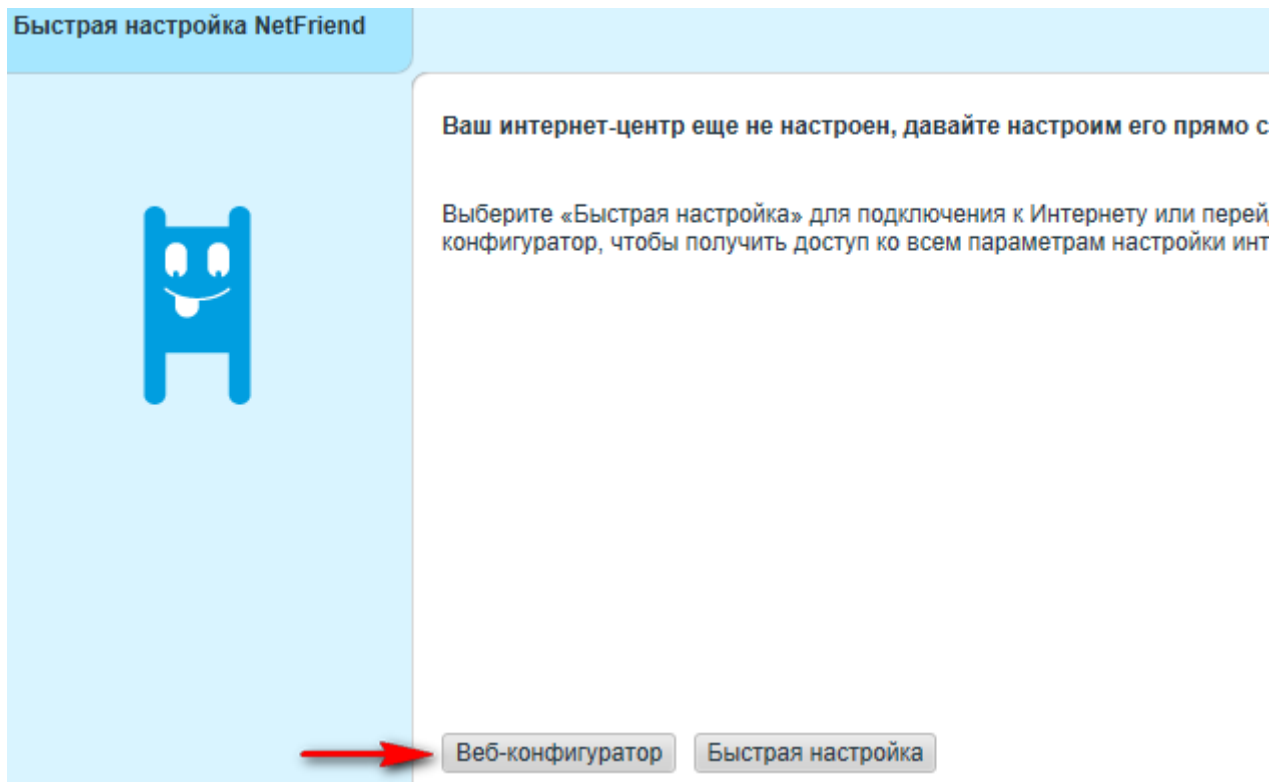 Быстрая настройка NetFriend
Ваш интернет-центр еще не настроен, давайте настроим его прямо с
Выберите «Быстрая настройка» для подключения к Интернету или перей
конфигуратор, чтобы получить доступ ко всем параметрам настройки инт
Веб-конфигуратор Быстрая настройка